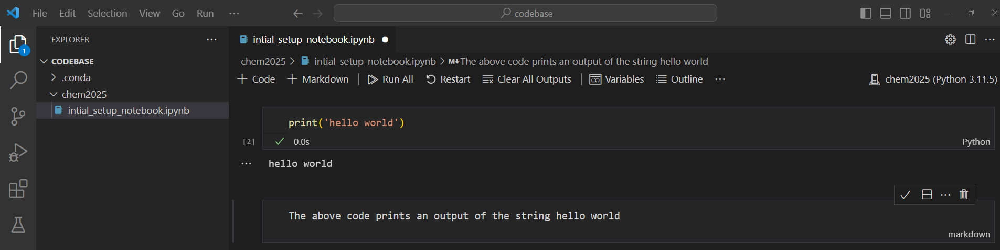 File Edit Selection View Go Run ···
codebase
EXPLORER ···
1
CODEBASE
.conda
chem2025
intial_setup_notebook.ipynb
intial_setup_notebook.ipynb
chem2025 > intial_setup_notebook.ipynb > M↓The above code prints an output of the string hello world
+ Code + Markdown | Run All Restart Clear All Outputs | (x) Variables Outline ···
chem2025 (Python 3.11.5)
print('hello world')
[2] ✓ 0.0s
Python
··· hello world
The above code prints an output of the string hello world
markdown